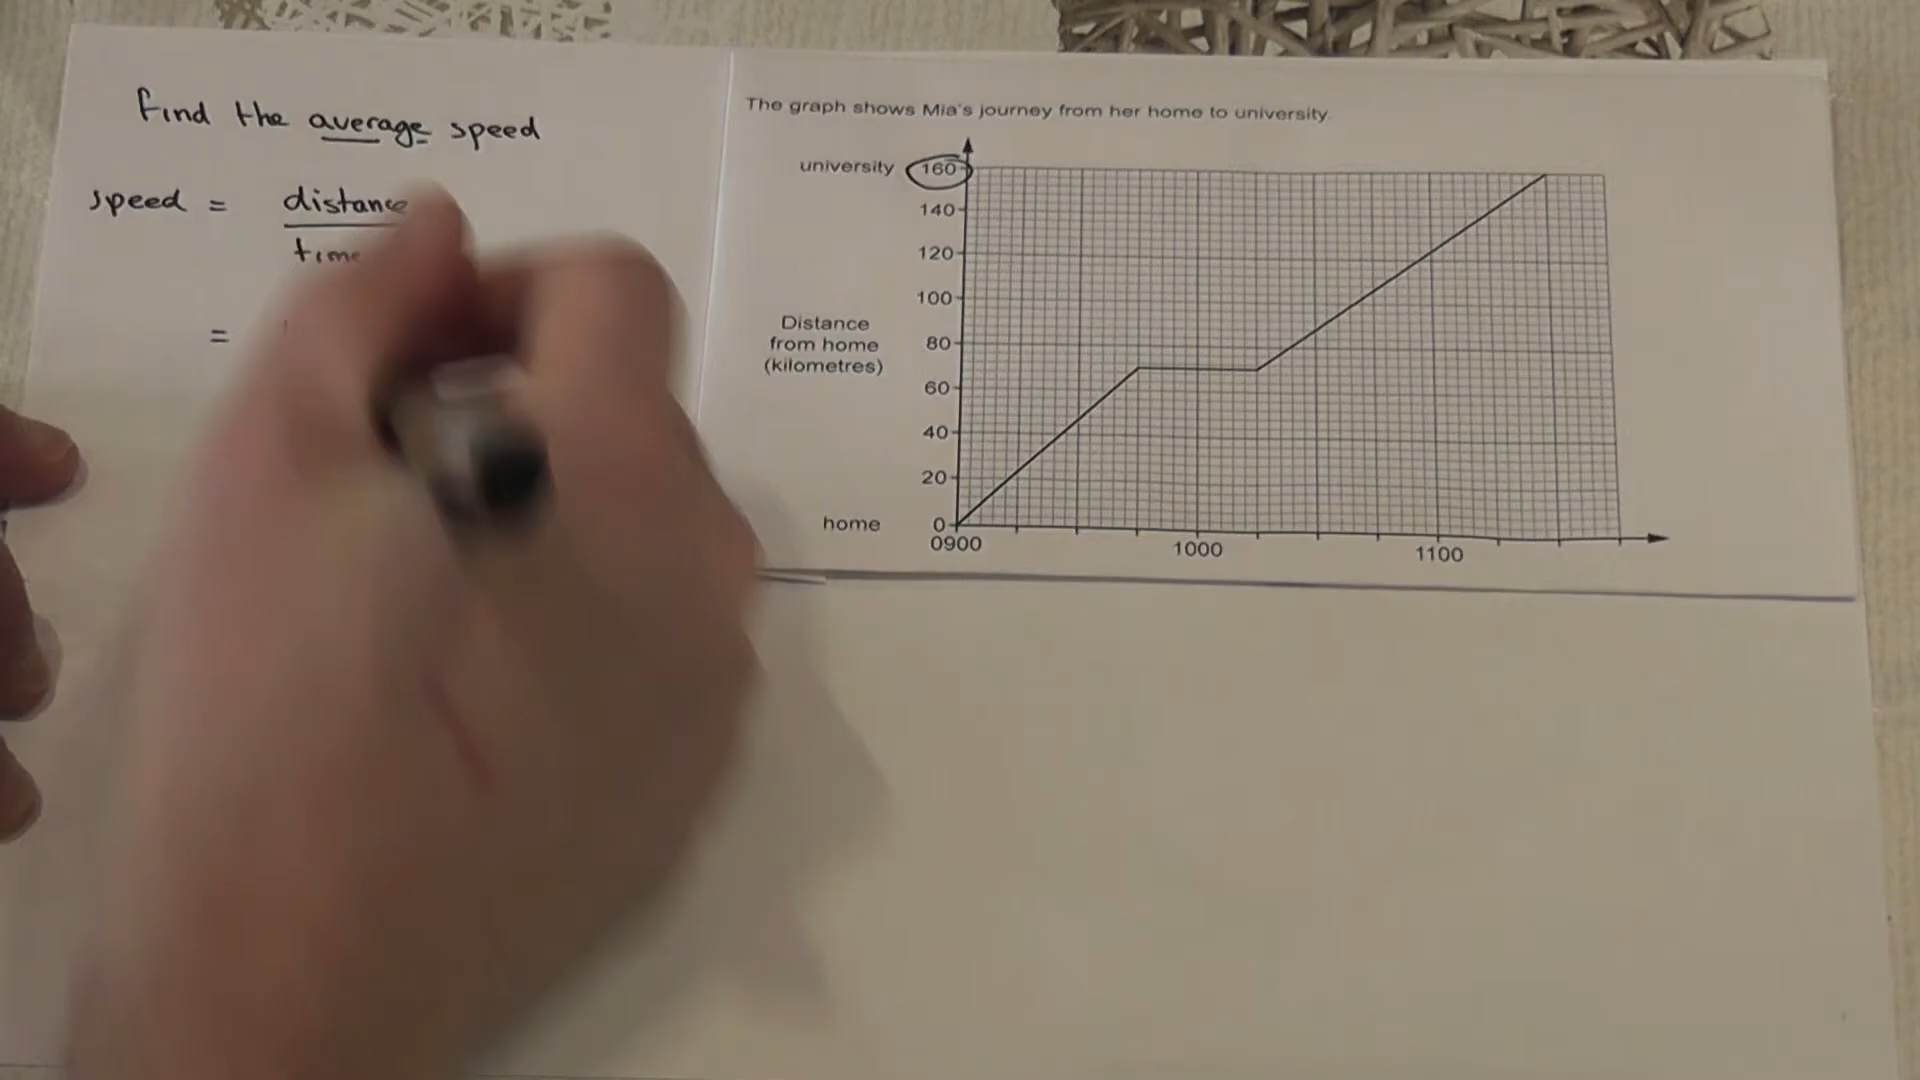 Find the average speed
speed = distance
time
=
The graph shows Mia's journey from her home to university.
university 160
140
120
100
Distance
from home
(kilometres)
80
60
40
20
home 0
0900 1000 1100